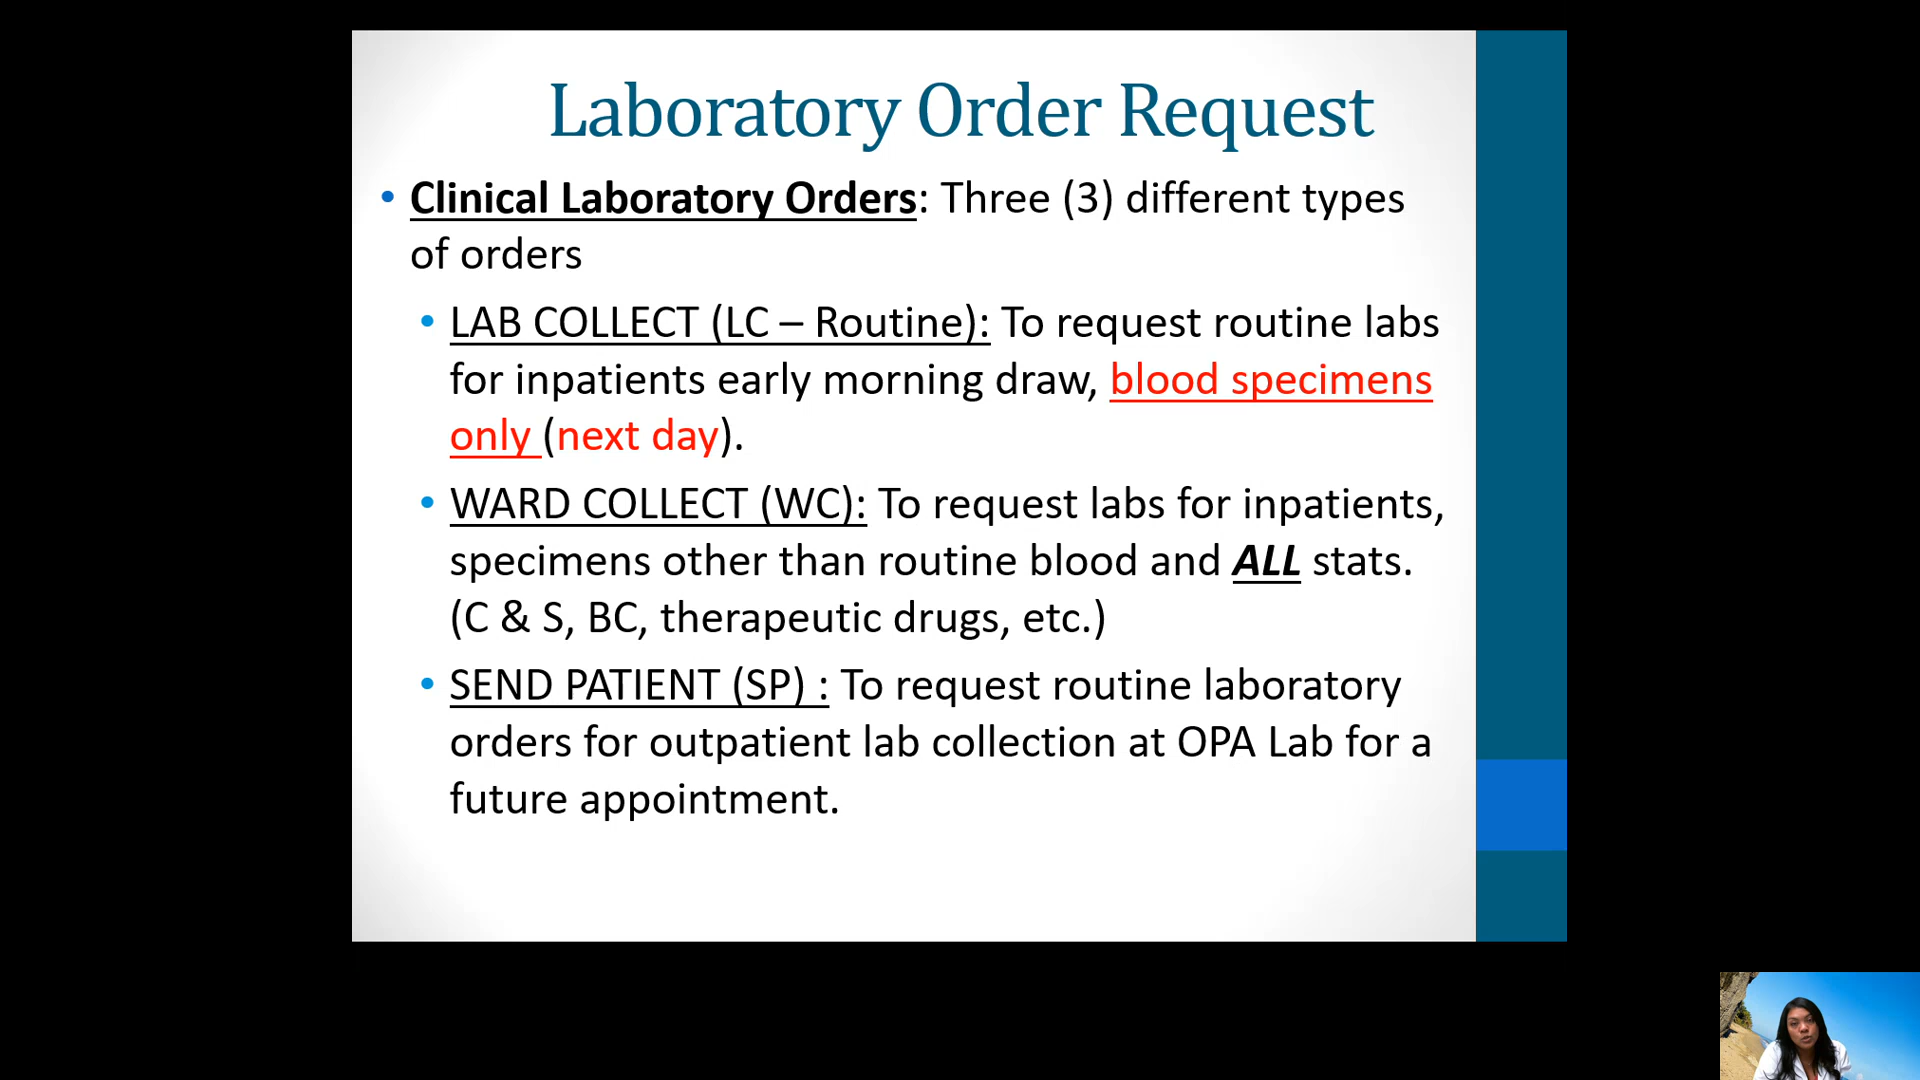 Laboratory Order Request
• Clinical Laboratory Orders: Three (3) different types
of orders
• LAB COLLECT (LC – Routine): To request routine labs
for inpatients early morning draw, blood specimens
only (next day).
• WARD COLLECT (WC): To request labs for inpatients,
specimens other than routine blood and ALL stats.
(C & S, BC, therapeutic drugs, etc.)
• SEND PATIENT (SP) : To request routine laboratory
orders for outpatient lab collection at OPA Lab for a
future appointment.